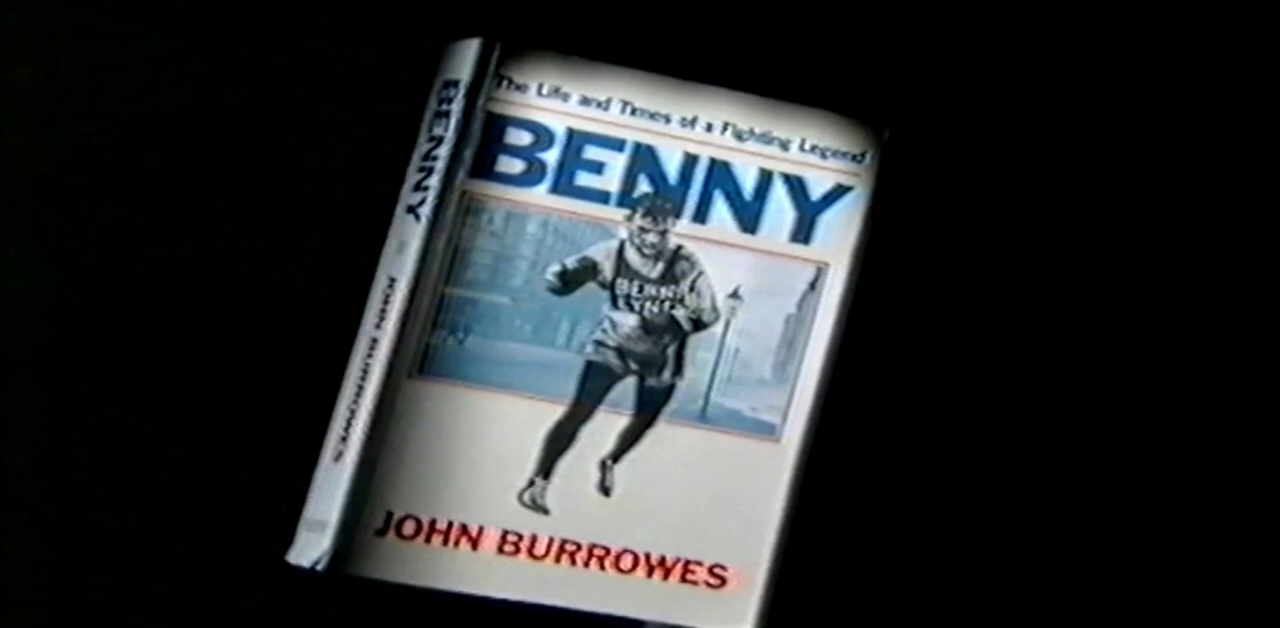 BENNY
JOHN BURROWES
The Life and Times of a Fighting Legend
BENNY
BENNY
LYNCH
JOHN BURROWES